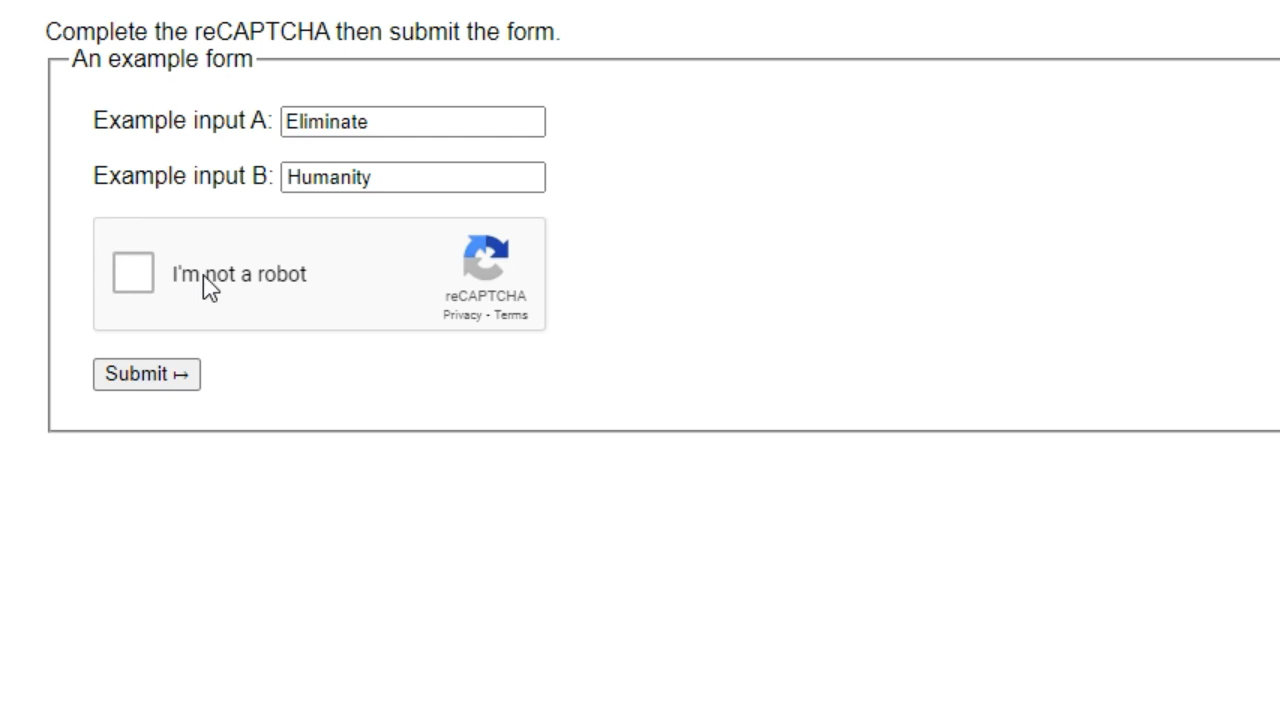 Complete the reCAPTCHA then submit the form.
An example form
Example input A: Eliminate
Example input B: Humanity
I'm not a robot
reCAPTCHA
Privacy - Terms
Submit ↦